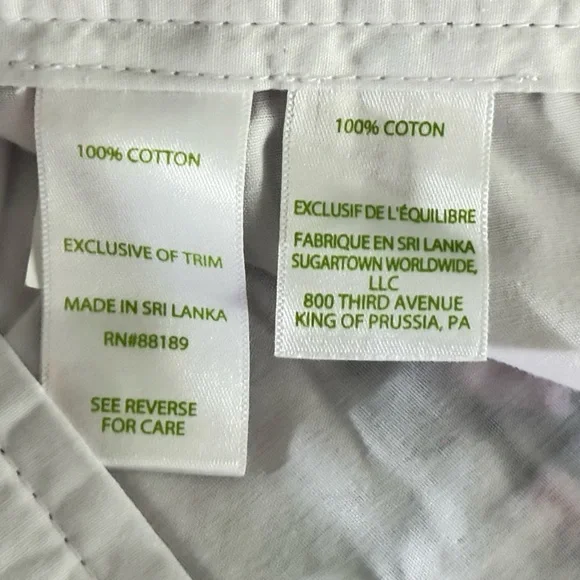 100% COTTON
EXCLUSIVE OF TRIM
MADE IN SRI LANKA
RN#88189
SEE REVERSE
FOR CARE
100% COTON
EXCLUSIF DE L'ÉQUILIBRE
FABRIQUE EN SRI LANKA
SUGARTOWN WORLDWIDE,
LLC
800 THIRD AVENUE
KING OF PRUSSIA, PA